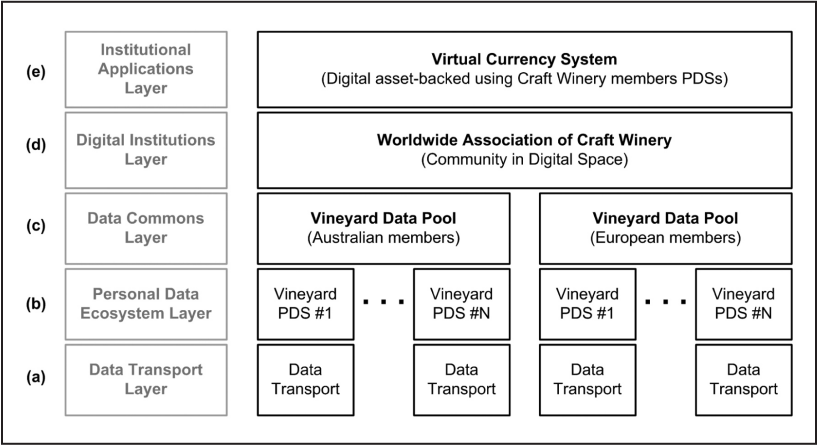 (e)
Institutional
Applications
Layer
Virtual Currency System
(Digital asset-backed using Craft Winery members PDSs)
(d)
Digital Institutions
Layer
Worldwide Association of Craft Winery
(Community in Digital Space)
(c)
Data Commons
Layer
Vineyard Data Pool
(Australian members)
Vineyard Data Pool
(European members)
(b)
Personal Data
Ecosystem Layer
Vineyard
PDS #1
. . .
Vineyard
PDS #N
Vineyard
PDS #1
. . .
Vineyard
PDS #N
(a)
Data Transport
Layer
Data
Transport
Data
Transport
Data
Transport
Data
Transport